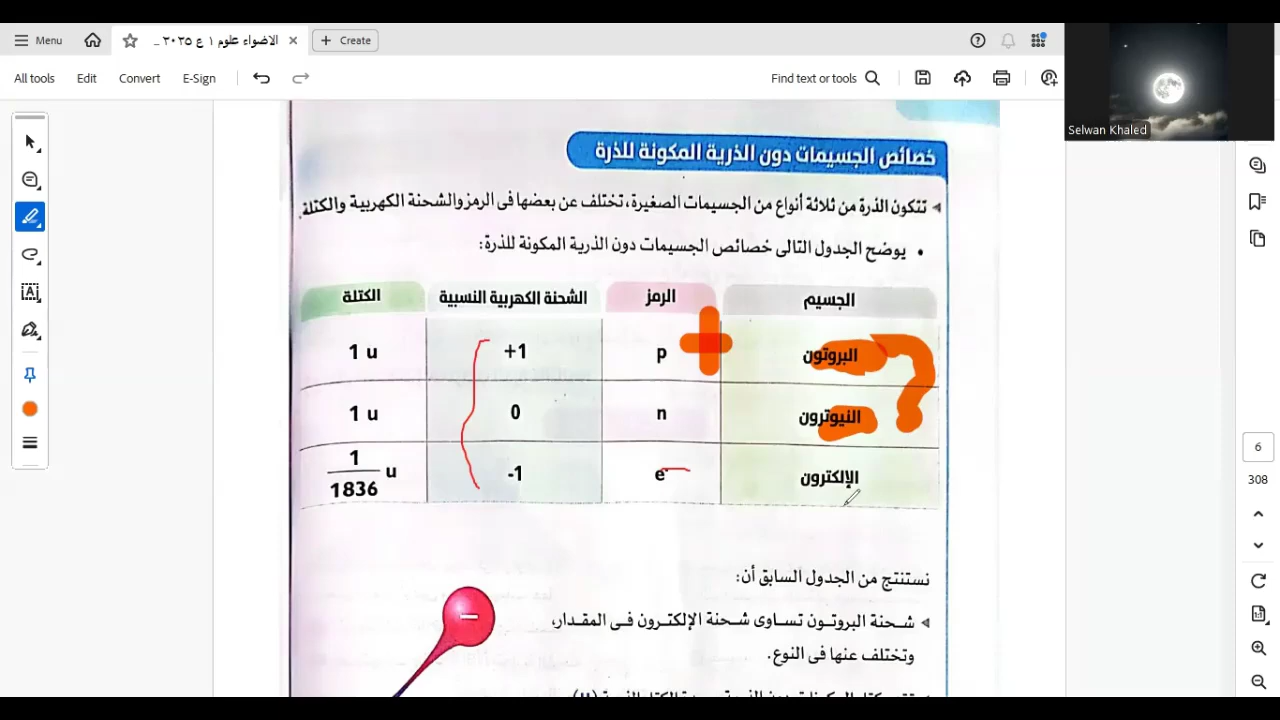 Menu
الاضواء علوم ١ ع ٢٠٢٥ ...
Create
All tools
Edit
Convert
E-Sign
Find text or tools
Selwan Khaled
خصائص الجسيمات دون الذرية المكونة للذرة
تتكون الذرة من ثلاثة أنواع من الجسيمات الصغيرة، تختلف عن بعضها فى الرمز والشحنة الكهربية والكتلة.
• يوضح الجدول التالى خصائص الجسيمات دون الذرية المكونة للذرة:
الجسيم الرمز الشحنة الكهربية النسبية الكتلة
البروتون p +1 1 u
النيوترون n 0 1 u
الإلكترون e⁻ -1 1/1836 u
نستنتج من الجدول السابق أن:
شحنة البروتون تساوى شحنة الإلكترون فى المقدار،
وتختلف عنها فى النوع.
6
308